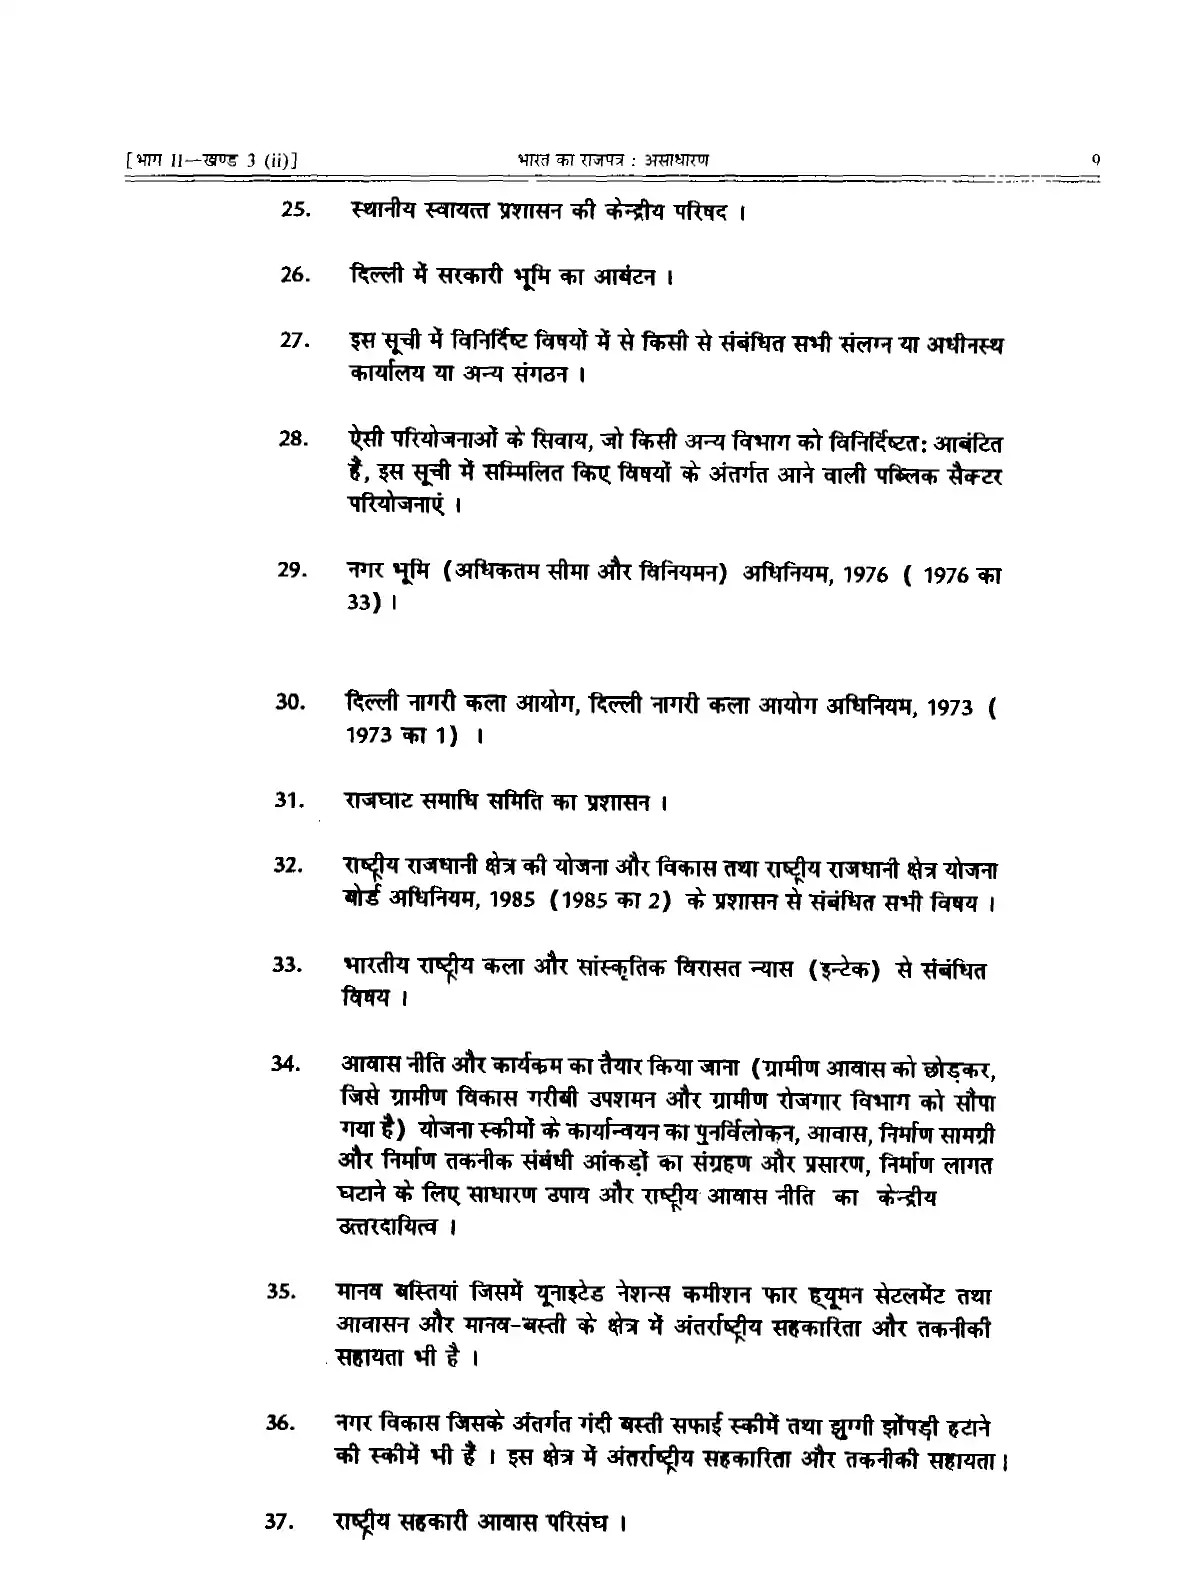 [भाग II—खण्ड 3 (ii)] भारत का राजपत्र : असाधारण 9
25. स्थानीय स्वायत्त प्रशासन की केन्द्रीय परिषद ।
26. दिल्ली में सरकारी भूमि का आबंटन ।
27. इस सूची में विनिर्दिष्ट विषयों में से किसी से संबंधित सभी संलग्न या अधीनस्थ
कार्यालय या अन्य संगठन ।
28. ऐसी परियोजनाओं के सिवाय, जो किसी अन्य विभाग को विनिर्दिष्टत: आबंटित
हैं, इस सूची में सम्मिलित किए विषयों के अंतर्गत आने वाली पब्लिक सैक्टर
परियोजनाएं ।
29. नगर भूमि (अधिकतम सीमा और विनियमन) अधिनियम, 1976 ( 1976 का
33) ।
30. दिल्ली नागरी कला आयोग, दिल्ली नागरी कला आयोग अधिनियम, 1973 (
1973 का 1) ।
31. राजघाट समाधि समिति का प्रशासन ।
32. राष्ट्रीय राजधानी क्षेत्र की योजना और विकास तथा राष्ट्रीय राजधानी क्षेत्र योजना
बोर्ड अधिनियम, 1985 (1985 का 2) के प्रशासन से संबंधित सभी विषय ।
33. भारतीय राष्ट्रीय कला और सांस्कृतिक विरासत न्यास (इन्टेक) से संबंधित
विषय ।
34. आवास नीति और कार्यक्रम का तैयार किया जाना (ग्रामीण आवास को छोड़कर,
जिसे ग्रामीण विकास गरीबी उपशमन और ग्रामीण रोजगार विभाग को सौपा
गया है) योजना स्कीमों के कार्यान्वयन का पुनर्विलोकन, आवास, निर्माण सामग्री
और निर्माण तकनीक संबंधी आंकड़ों का संग्रहण और प्रसारण, निर्माण लागत
घटाने के लिए साधारण उपाय और राष्ट्रीय आवास नीति का केन्द्रीय
उत्तरदायित्व ।
35. मानव बस्तियां जिसमें यूनाइटेड नेशन्स कमीशन फार ह्यूमन सेटलमेंट तथा
आवासन और मानव-बस्ती के क्षेत्र में अंतर्राष्ट्रीय सहकारिता और तकनीकी
सहायता भी है ।
36. नगर विकास जिसके अंतर्गत गंदी बस्ती सफाई स्कीमें तथा झुग्गी झोंपड़ी हटाने
की स्कीमें भी हैं । इस क्षेत्र में अंतर्राष्ट्रीय सहकारिता और तकनीकी सहायता ।
37. राष्ट्रीय सहकारी आवास परिसंघ ।